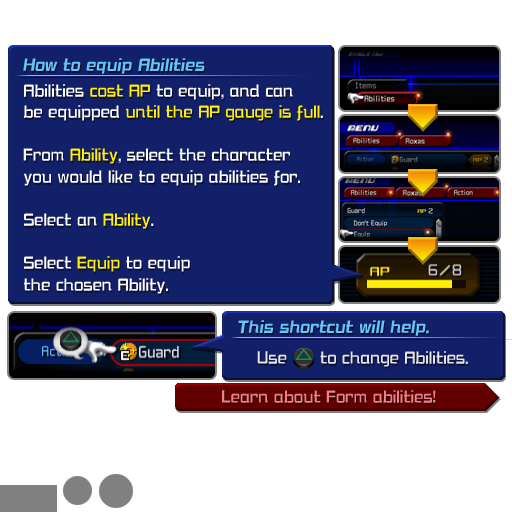 How to equip Abilities
Abilities cost AP to equip, and can
be equipped until the AP gauge is full.
From Ability, select the character
you would like to equip abilities for.
Select an Ability.
Select Equip to equip
the chosen Ability.
MENU
Items
Abilities
MENU
Abilities Roxas
Action Guard AP 2
MENU
Abilities Roxas Action
Guard AP 2
Don't Equip
Equip
AP 6/8
E Guard
This shortcut will help.
Use to change Abilities.
Learn about Form abilities!